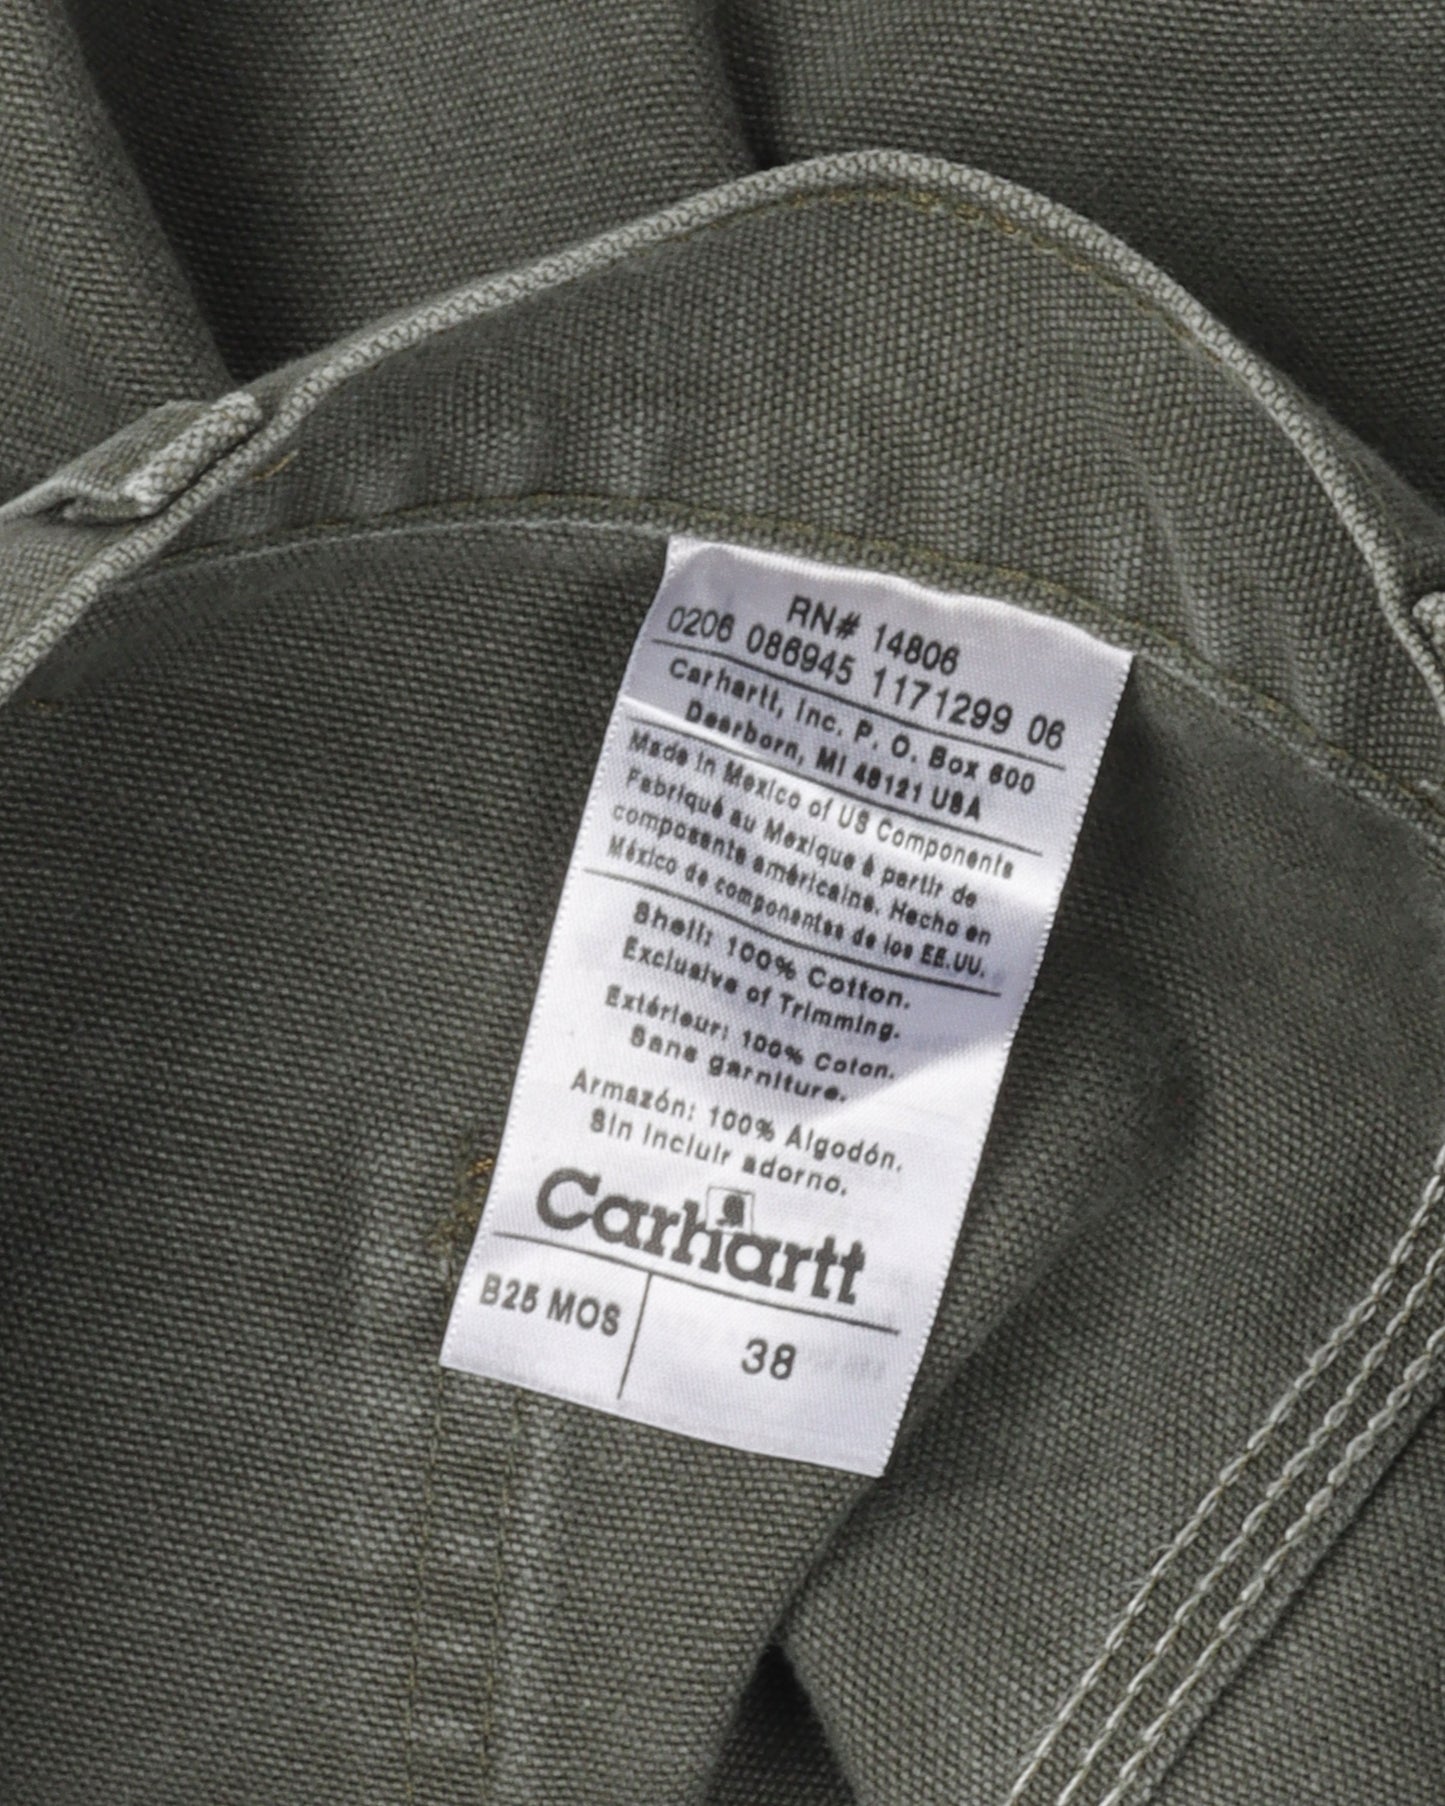 RN# 14806
0206 086945 1171299 06
Carhartt, Inc. P. O. Box 600
Dearborn, MI 48121 USA
Made in Mexico of US Components
Fabriqué au Mexique à partir de
composants américains. Hecho en
México de componentes de los EE.UU.
Shell: 100% Cotton.
Exclusive of Trimming.
Extérieur: 100% Coton.
Sans garniture.
Armazón: 100% Algodón.
Sin incluir adorno.
Carhartt
B25 MOS
38